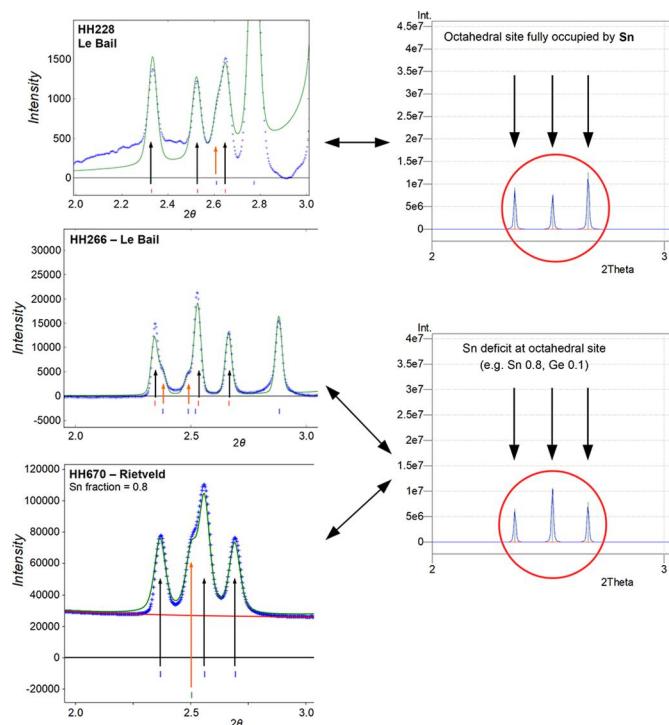 HH228
Le Bail
Intensity
1500
1000
500
0
2.0 2.2 2.4 2.6 2.8 3.0
2θ
HH266 – Le Bail
Intensity
30000
25000
20000
15000
10000
5000
0
-5000
2.0 2.5 3.0
2θ
HH670 – Rietveld
Sn fraction = 0.8
Intensity
120000
100000
80000
60000
40000
20000
0
-20000
2.0 2.5 3.0
2θ
Int.
4.5e7
4e7
3.5e7
3e7
2.5e7
2e7
1.5e7
1e7
5e6
0
Octahedral site fully occupied by Sn
2 3
2Theta
Int.
4e7
3.5e7
3e7
2.5e7
2e7
1.5e7
1e7
5e6
0
Sn deficit at octahedral site
(e.g. Sn 0.8, Ge 0.1)
2Theta
2 3